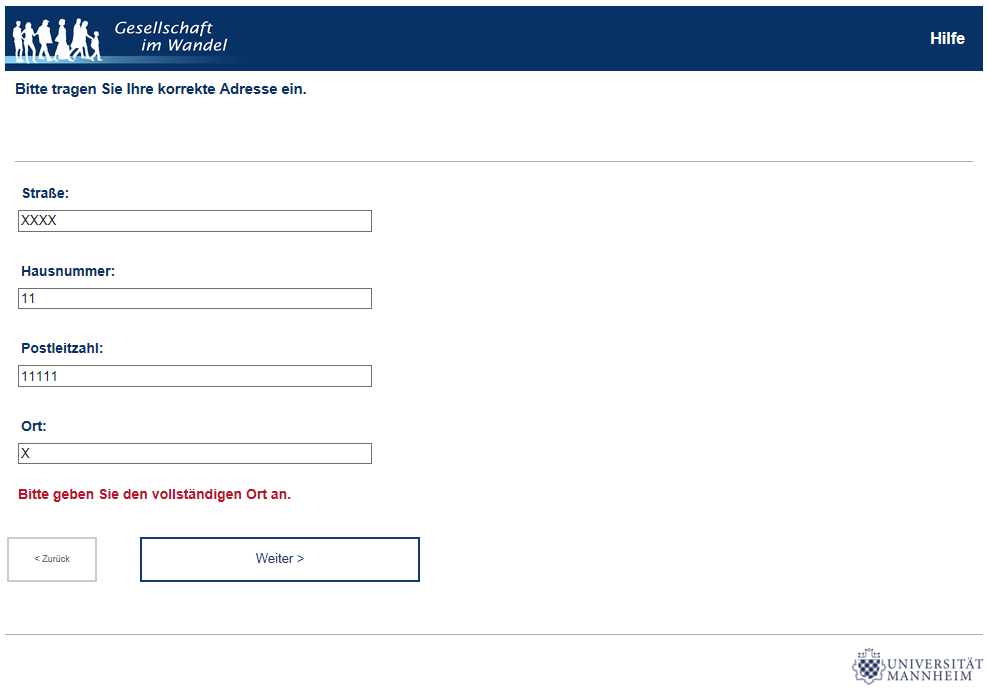 Gesellschaft
im Wandel
Hilfe
Bitte tragen Sie Ihre korrekte Adresse ein.
Straße:
XXXX
Hausnummer:
11
Postleitzahl:
11111
Ort:
X
Bitte geben Sie den vollständigen Ort an.
< Zurück
Weiter >
UNIVERSITÄT
MANNHEIM